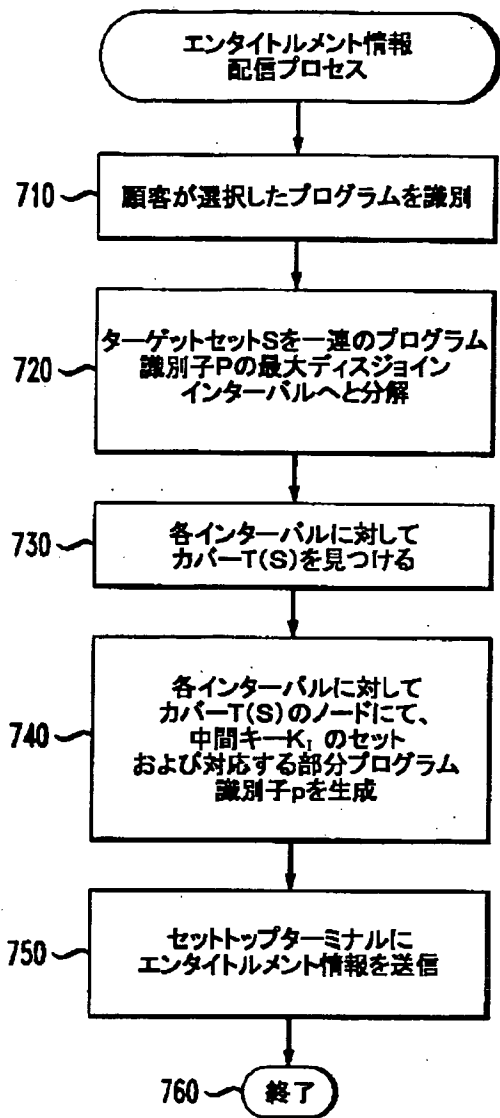 エンタイトルメント情報
配信プロセス
710
顧客が選択したプログラムを識別
720
ターゲットセットSを一連のプログラム
識別子Pの最大ディスジョイン
インターバルへと分解
730
各インターバルに対して
カバーT(S)を見つける
740
各インターバルに対して
カバーT(S)のノードにて、
中間キーKI のセット
および対応する部分プログラム
識別子pを生成
750
セットトップターミナルに
エンタイトルメント情報を送信
760
終了